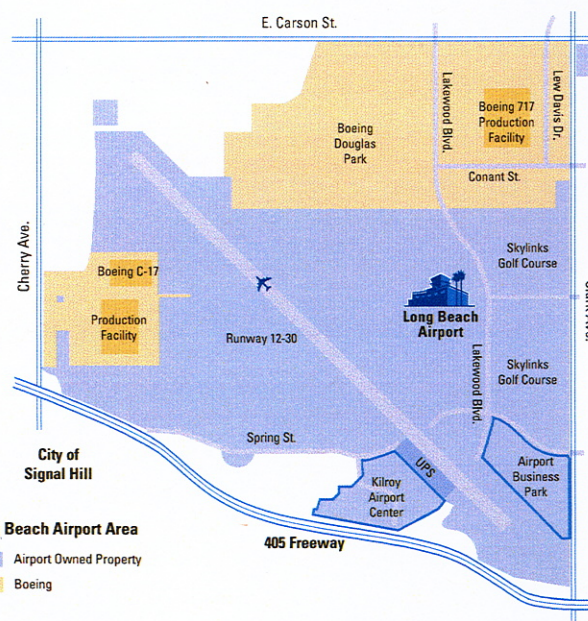 E. Carson St.
Lakewood Blvd.
Lew Davis Dr.
Boeing 717
Production
Facility
Boeing
Douglas
Park
Conant St.
Cherry Ave.
Skylinks
Golf Course
Boeing C-17
Production
Facility
Long Beach
Airport
Runway 12-30
Lakewood Blvd.
Skylinks
Golf Course
Spring St.
City of
Signal Hill
UPS
Kilroy
Airport
Center
Airport
Business
Park
405 Freeway
Beach Airport Area
Airport Owned Property
Boeing